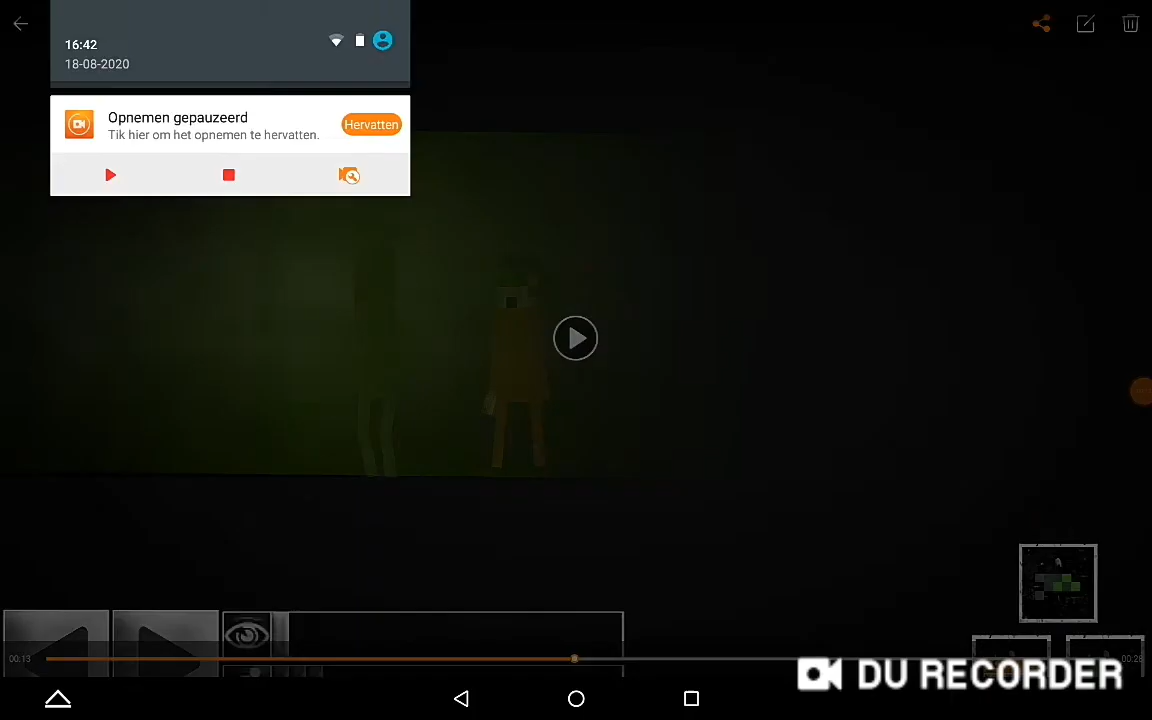 16:42
18-08-2020
Opnemen gepauzeerd
Hervatten
Tik hier om het opnemen te hervatten.
00:13
00:28
DU RECORDER